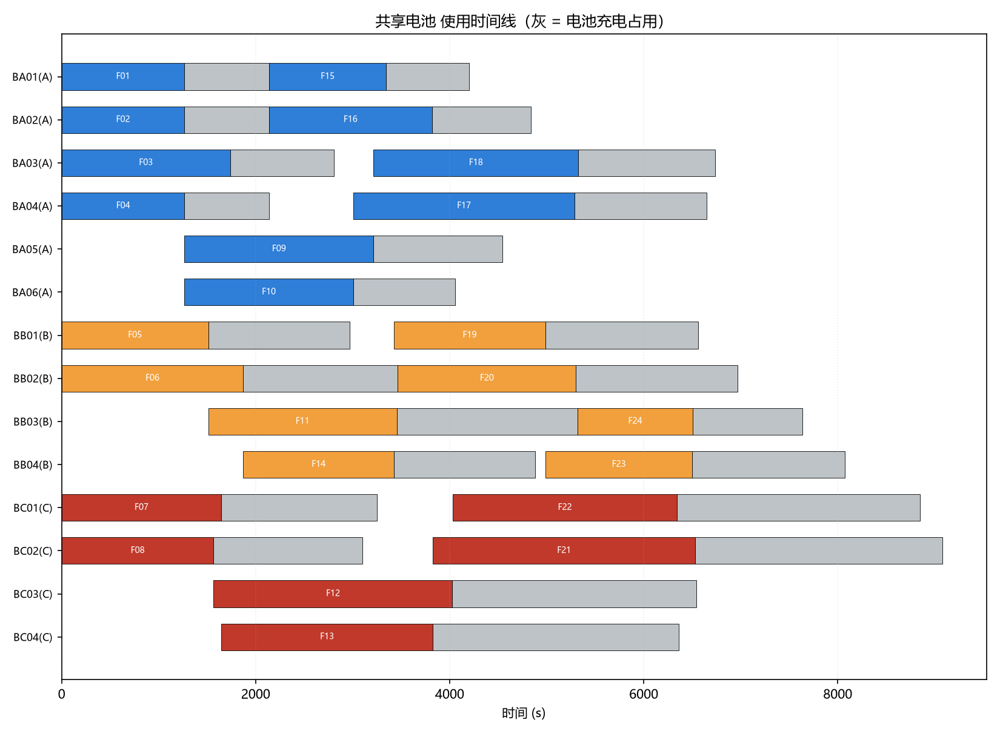 共享电池 使用时间线（灰 = 电池充电占用）
BA01(A) F01 F15
BA02(A) F02 F16
BA03(A) F03 F18
BA04(A) F04 F17
BA05(A) F09
BA06(A) F10
BB01(B) F05 F19
BB02(B) F06 F20
BB03(B) F11 F24
BB04(B) F14 F23
BC01(C) F07 F22
BC02(C) F08 F21
BC03(C) F12
BC04(C) F13
0 2000 4000 6000 8000
时间 (s)